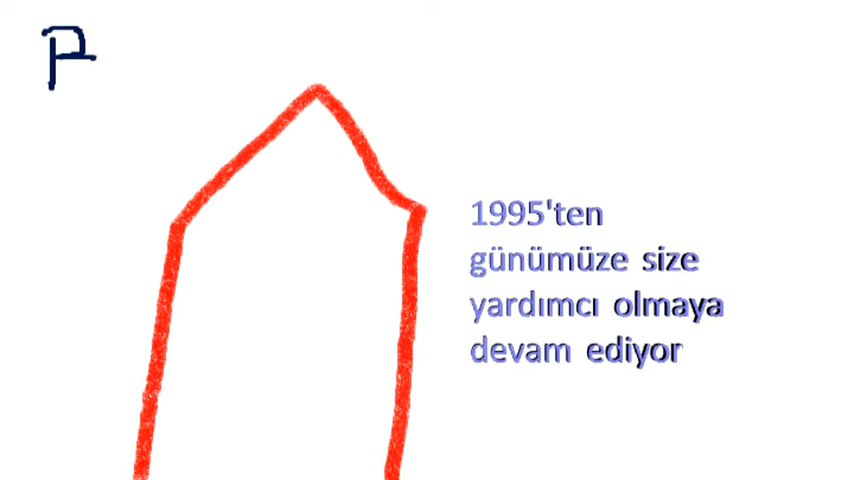 P
1995'ten
günümüze size
yardımcı olmaya
devam ediyor